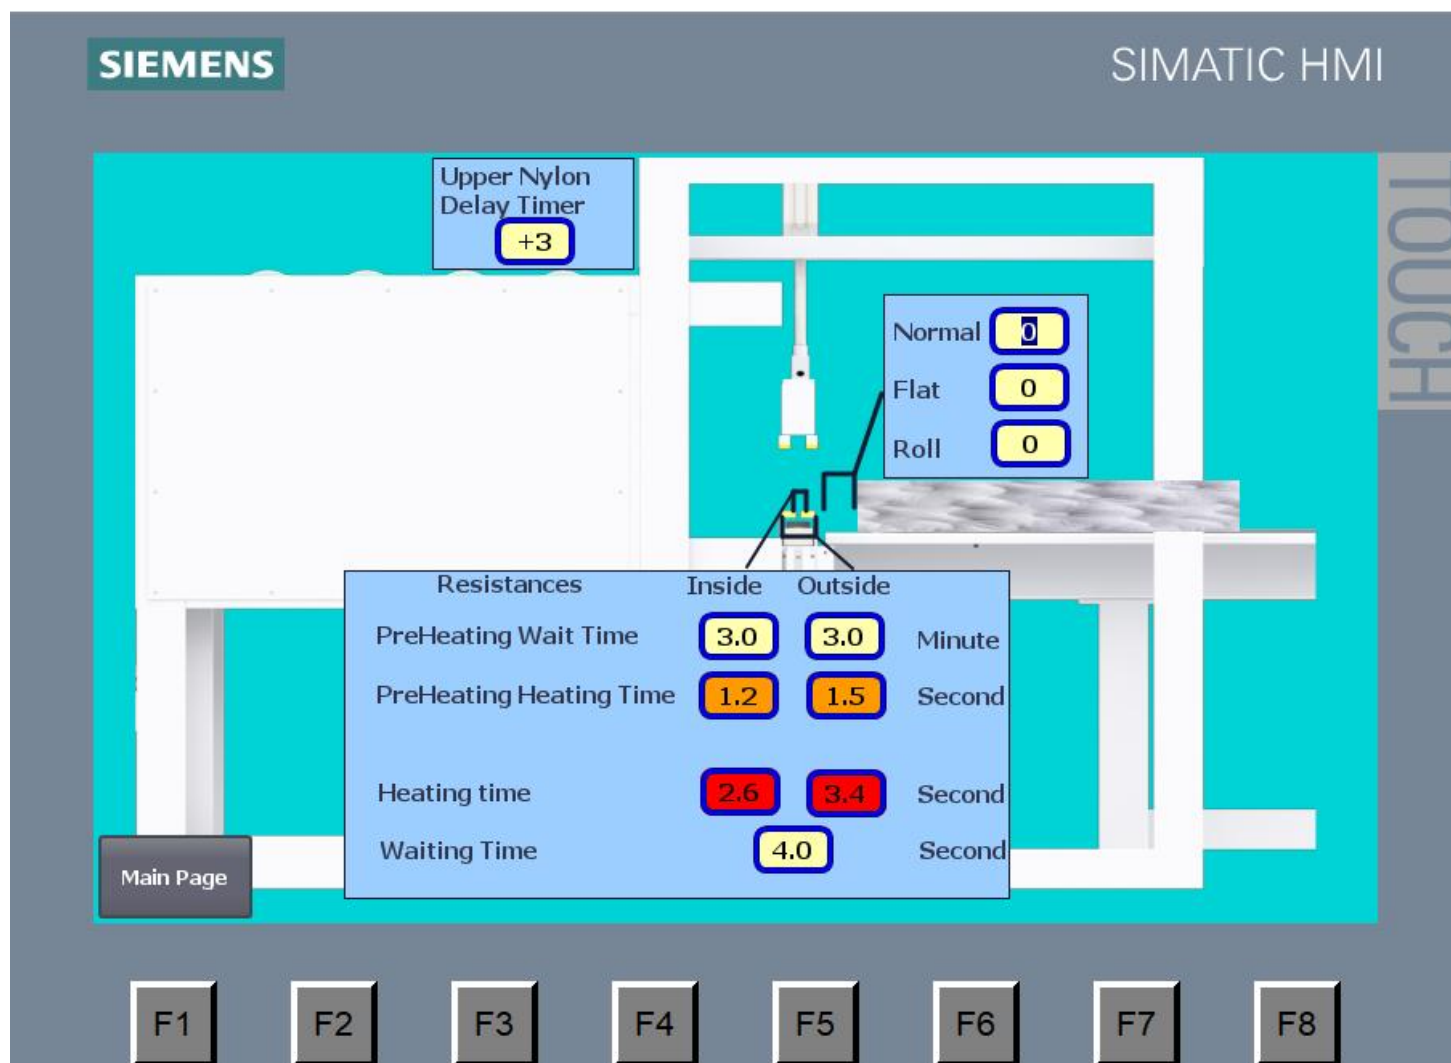 SIEMENS
SIMATIC HMI
TOUCH
Upper Nylon
Delay Timer
+3
Normal 0
Flat 0
Roll 0
Resistances Inside Outside
PreHeating Wait Time 3.0 3.0 Minute
PreHeating Heating Time 1.2 1.5 Second
Heating time 2.6 3.4 Second
Waiting Time 4.0 Second
Main Page
F1 F2 F3 F4 F5 F6 F7 F8